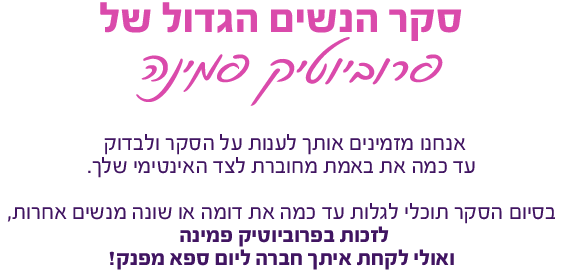 סקר הנשים הגדול של
פרוביוטיק פמינה
אנחנו מזמינים אותך לענות על הסקר ולבדוק
עד כמה את באמת מחוברת לצד האינטימי שלך.
בסיום הסקר תוכלי לגלות עד כמה את דומה או שונה מנשים אחרות,
לזכות בפרוביוטיק פמינה
ואולי לקחת איתך חברה ליום ספא מפנק!